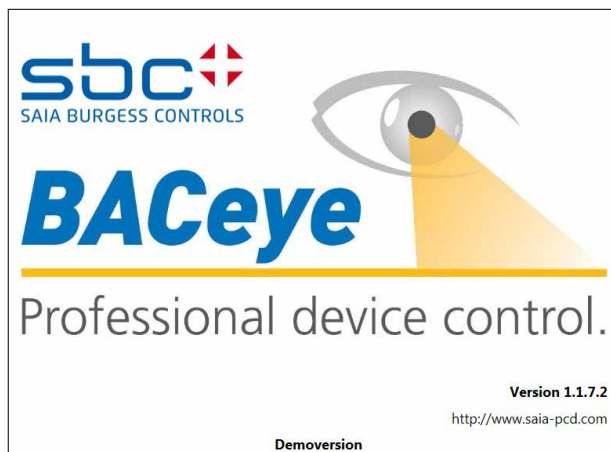 sbc
SAIA BURGESS CONTROLS
BACeye
Professional device control.
Version 1.1.7.2
http://www.saia-pcd.com
Demoversion